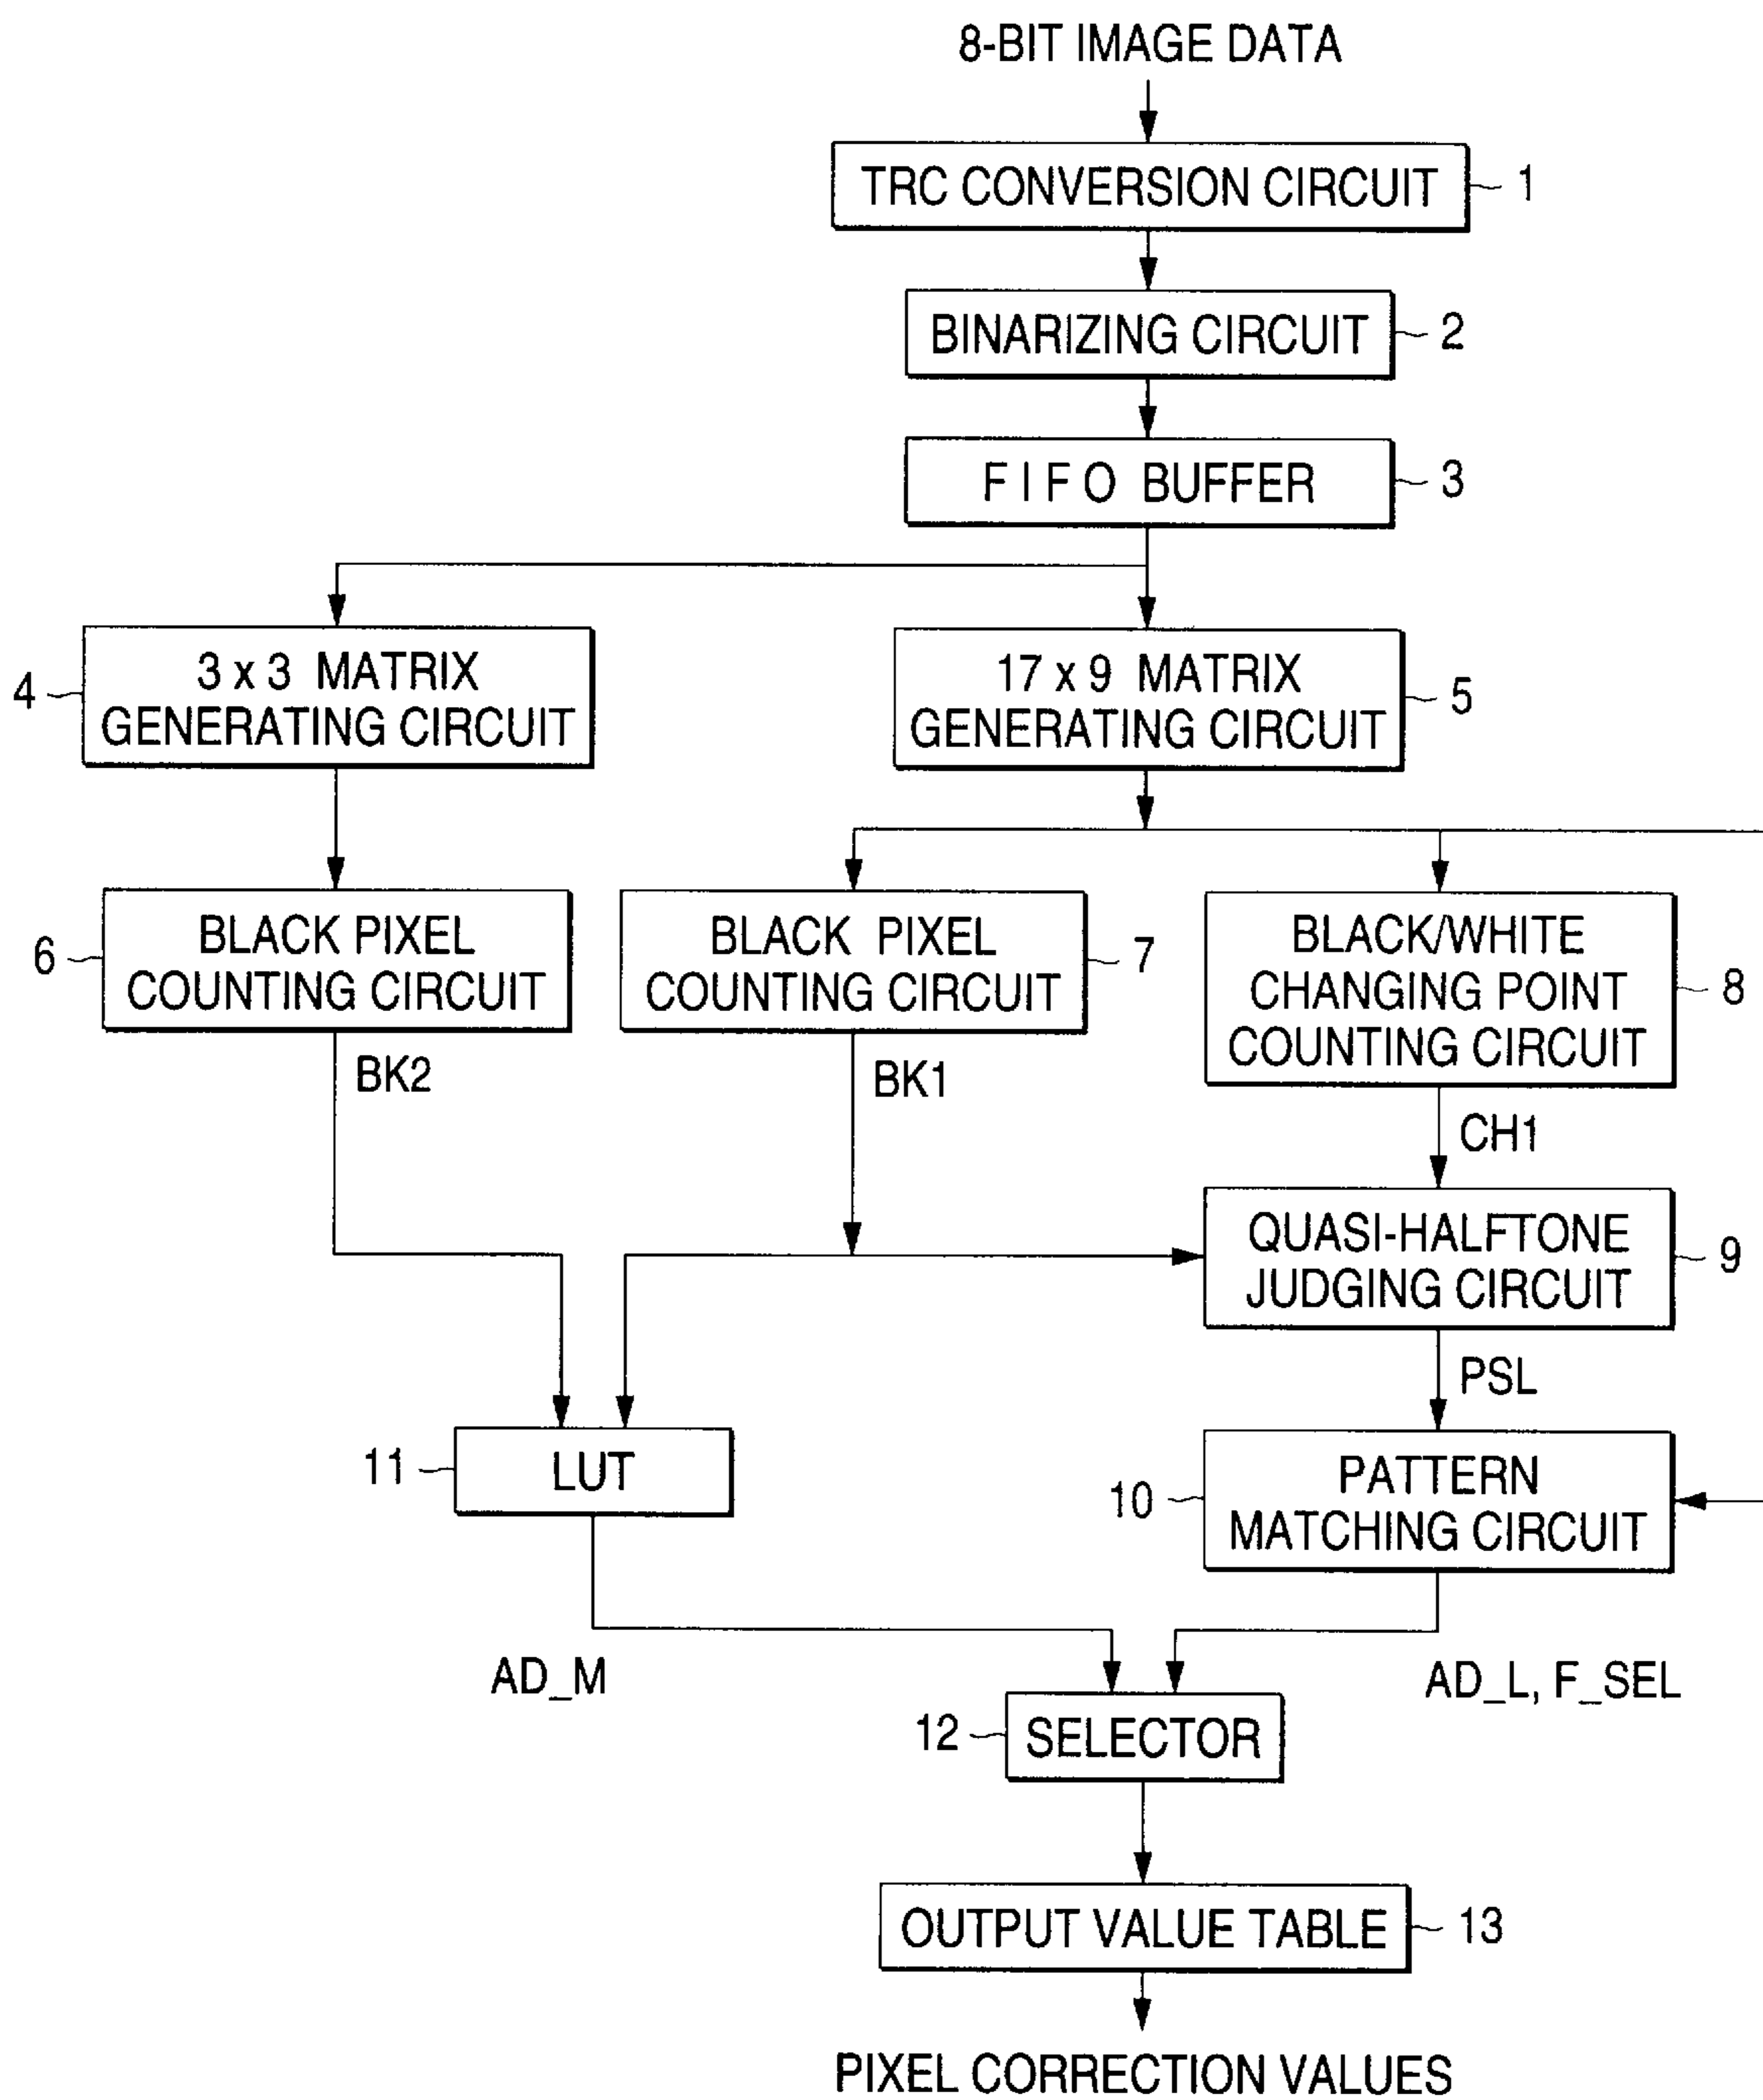 8-BIT IMAGE DATA
TRC CONVERSION CIRCUIT
1
BINARIZING CIRCUIT
2
FIFO BUFFER
3
4
3 x 3 MATRIX
GENERATING CIRCUIT
17 x 9 MATRIX
GENERATING CIRCUIT
5
6
BLACK PIXEL
COUNTING CIRCUIT
BLACK PIXEL
COUNTING CIRCUIT
7
BLACK/WHITE
CHANGING POINT
COUNTING CIRCUIT
8
BK2
BK1
CH1
QUASI-HALFTONE
JUDGING CIRCUIT
9
PSL
11
LUT
10
PATTERN
MATCHING CIRCUIT
AD_M
AD_L, F_SEL
12
SELECTOR
OUTPUT VALUE TABLE
13
PIXEL CORRECTION VALUES